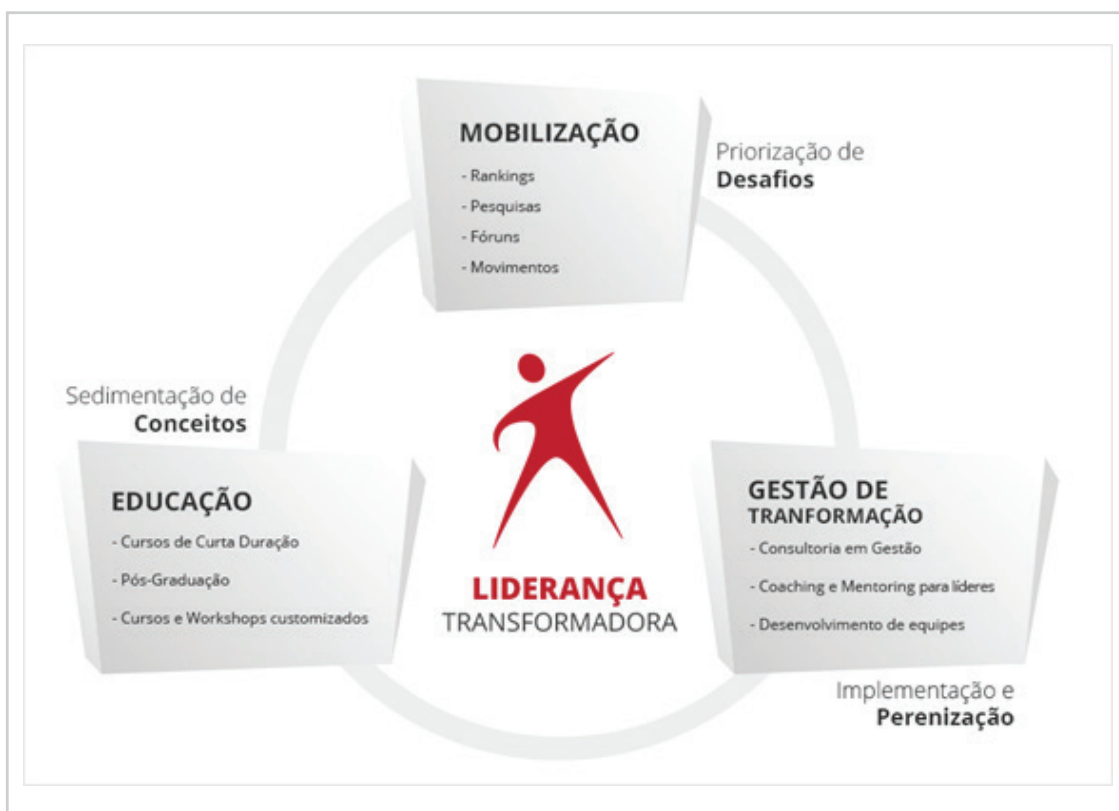 MOBILIZAÇÃO
- Rankings
- Pesquisas
- Fóruns
- Movimentos
Priorização de
Desafios
Sedimentação de
Conceitos
EDUCAÇÃO
- Cursos de Curta Duração
- Pós-Graduação
- Cursos e Workshops customizados
LIDERANÇA
TRANSFORMADORA
GESTÃO DE
TRANFORMAÇÃO
- Consultoria em Gestão
- Coaching e Mentoring para líderes
- Desenvolvimento de equipes
Implementação e
Perenização